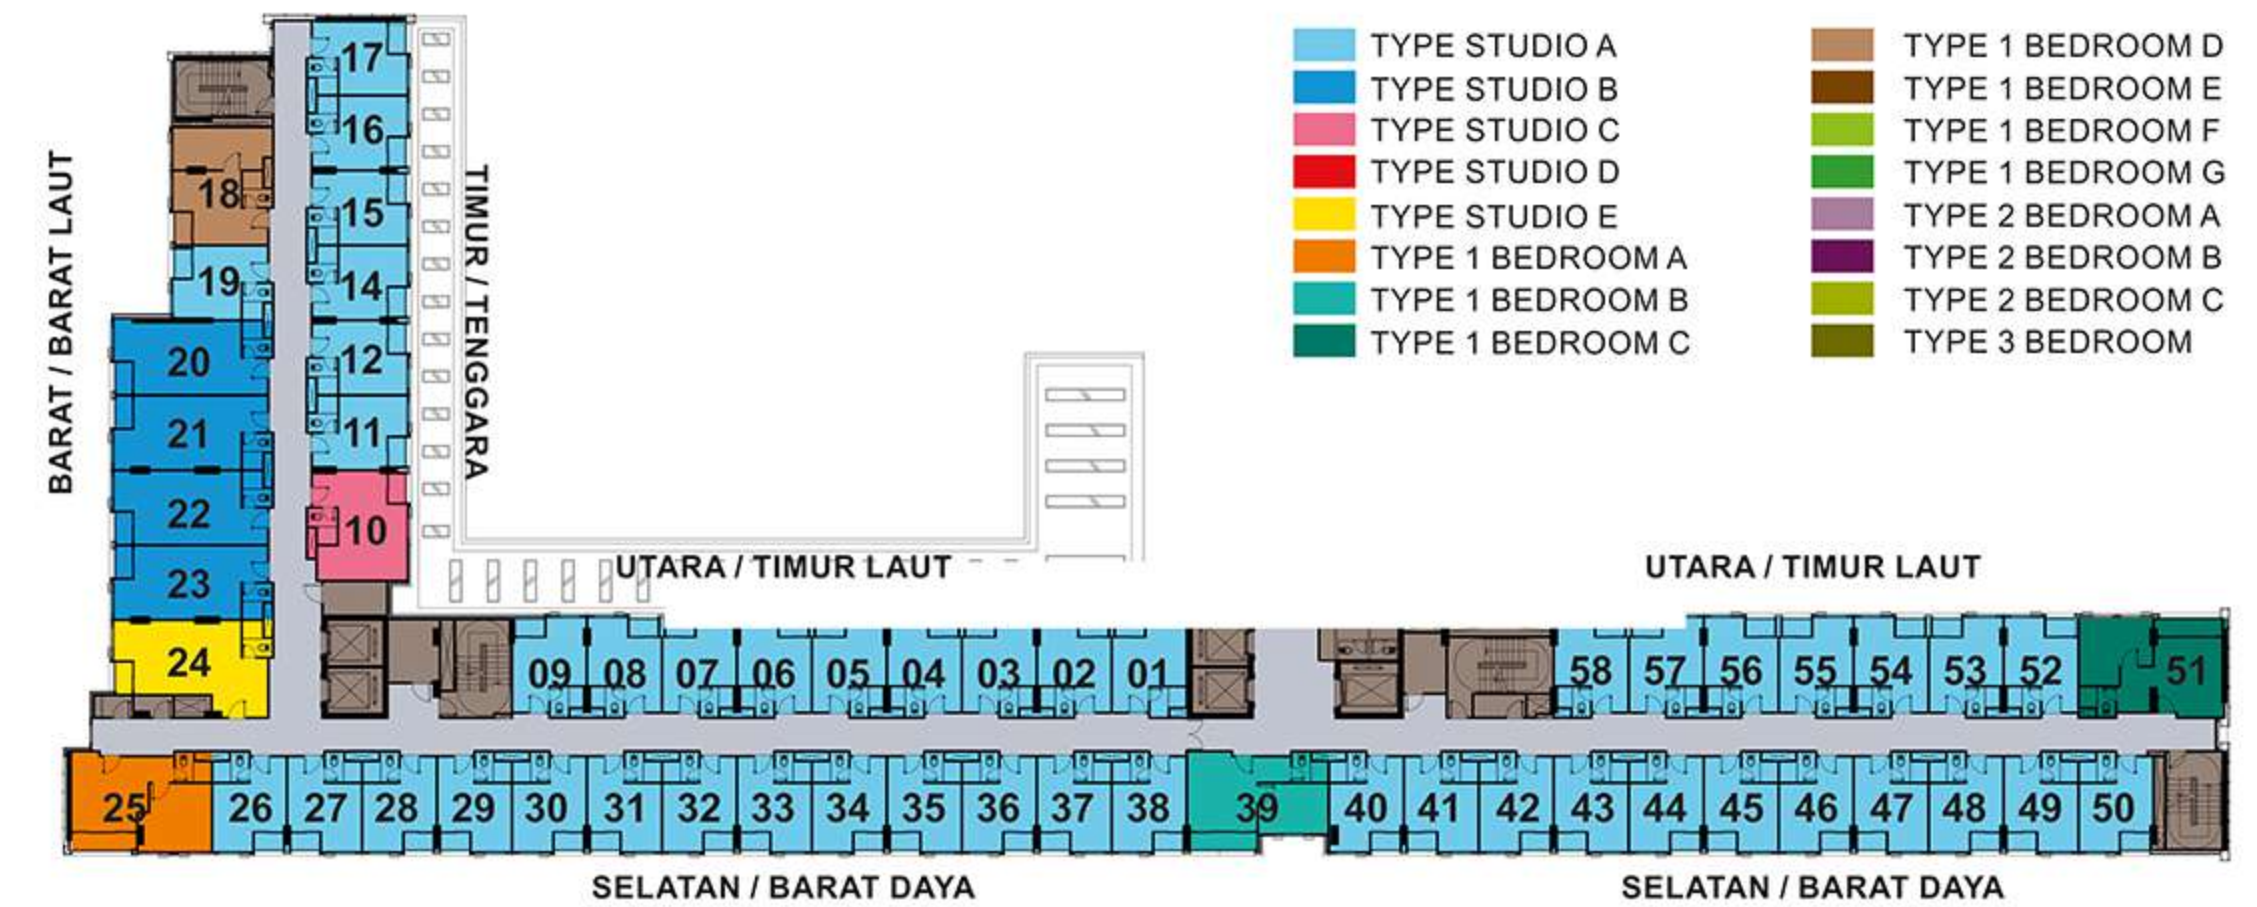 TYPE STUDIO A
TYPE STUDIO B
TYPE STUDIO C
TYPE STUDIO D
TYPE STUDIO E
TYPE 1 BEDROOM A
TYPE 1 BEDROOM B
TYPE 1 BEDROOM C
TYPE 1 BEDROOM D
TYPE 1 BEDROOM E
TYPE 1 BEDROOM F
TYPE 1 BEDROOM G
TYPE 2 BEDROOM A
TYPE 2 BEDROOM B
TYPE 2 BEDROOM C
TYPE 3 BEDROOM
BARAT / BARAT LAUT
TIMUR / TENGGARA
17
16
15
14
12
11
10
18
19
20
21
22
23
24
UTARA / TIMUR LAUT
UTARA / TIMUR LAUT
09 08 07 06 05 04 03 02 01
58 57 56 55 54 53 52 51
25 26 27 28 29 30 31 32 33 34 35 36 37 38 39 40 41 42 43 44 45 46 47 48 49 50
SELATAN / BARAT DAYA
SELATAN / BARAT DAYA